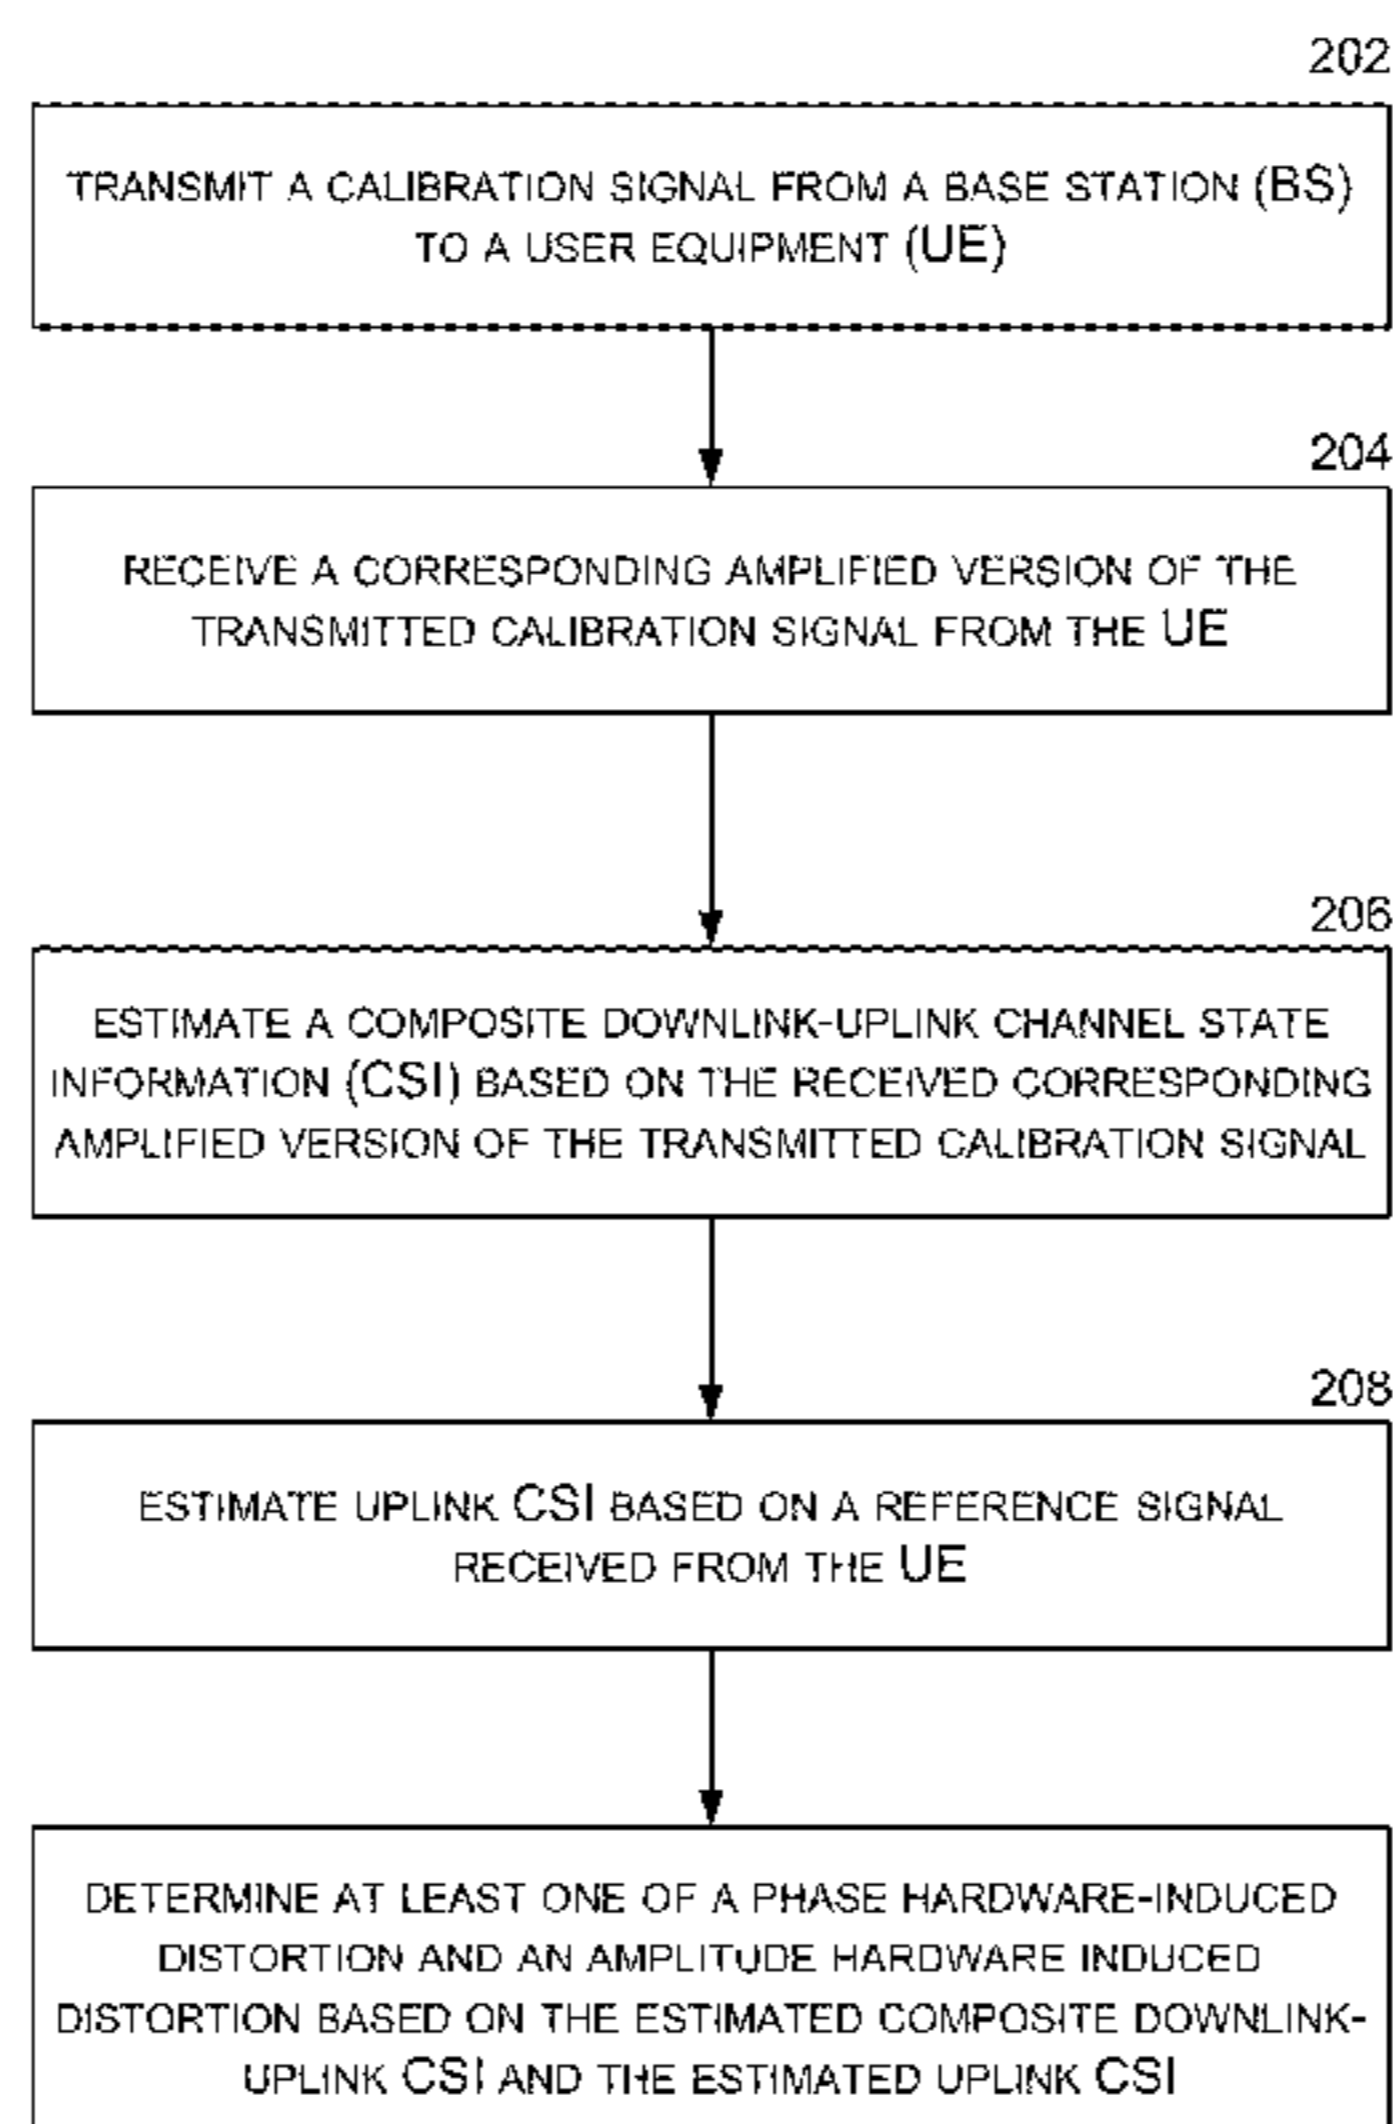 202
TRANSMIT A CALIBRATION SIGNAL FROM A BASE STATION (BS)
TO A USER EQUIPMENT (UE)
204
RECEIVE A CORRESPONDING AMPLIFIED VERSION OF THE
TRANSMITTED CALIBRATION SIGNAL FROM THE UE
206
ESTIMATE A COMPOSITE DOWNLINK-UPLINK CHANNEL STATE
INFORMATION (CSI) BASED ON THE RECEIVED CORRESPONDING
AMPLIFIED VERSION OF THE TRANSMITTED CALIBRATION SIGNAL
208
ESTIMATE UPLINK CSI BASED ON A REFERENCE SIGNAL
RECEIVED FROM THE UE
DETERMINE AT LEAST ONE OF A PHASE HARDWARE-INDUCED
DISTORTION AND AN AMPLITUDE HARDWARE INDUCED
DISTORTION BASED ON THE ESTIMATED COMPOSITE DOWNLINK-
UPLINK CSI AND THE ESTIMATED UPLINK CSI